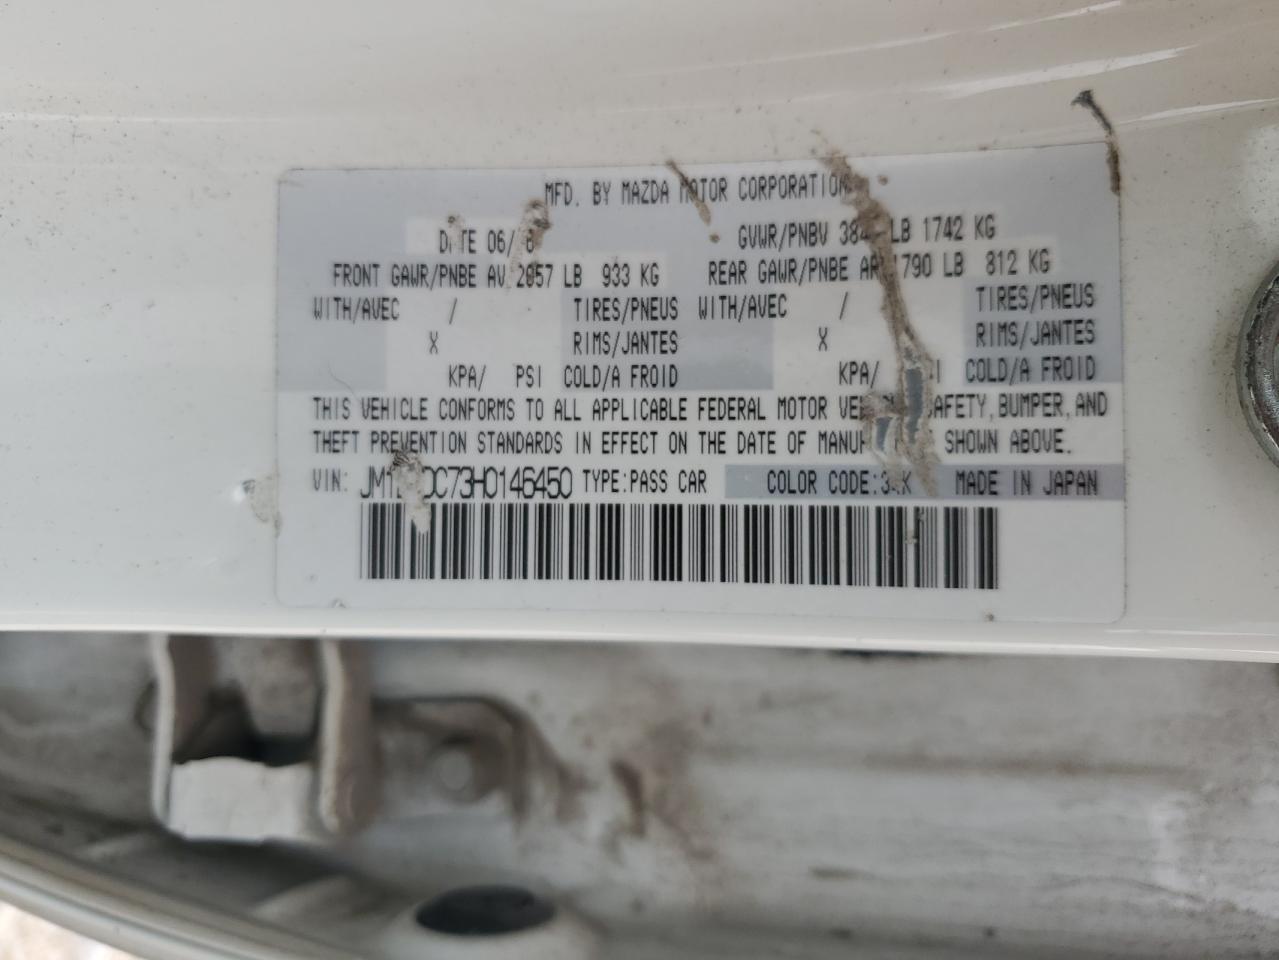 MFD. BY MAZDA MOTOR CORPORATION
GVWR/PNBV LB 1742 KG
FRONT GAWR/PNBE AV 2057 LB 933 KG REAR GAWR/PNBE AR 1790 LB 812 KG
WITH/AVEC / TIRES/PNEUS WITH/AVEC / TIRES/PNEUS
X RIMS/JANTES X RIMS/JANTES
KPA/ PSI COLD/A FROID KPA/ COLD/A FROID
THIS VEHICLE CONFORMS TO ALL APPLICABLE FEDERAL MOTOR SAFETY, BUMPER, AND
THEFT PREVENTION STANDARDS IN EFFECT ON THE DATE OF SHOWN ABOVE.
VIN: TYPE:PASS CAR COLOR CODE: MADE IN JAPAN